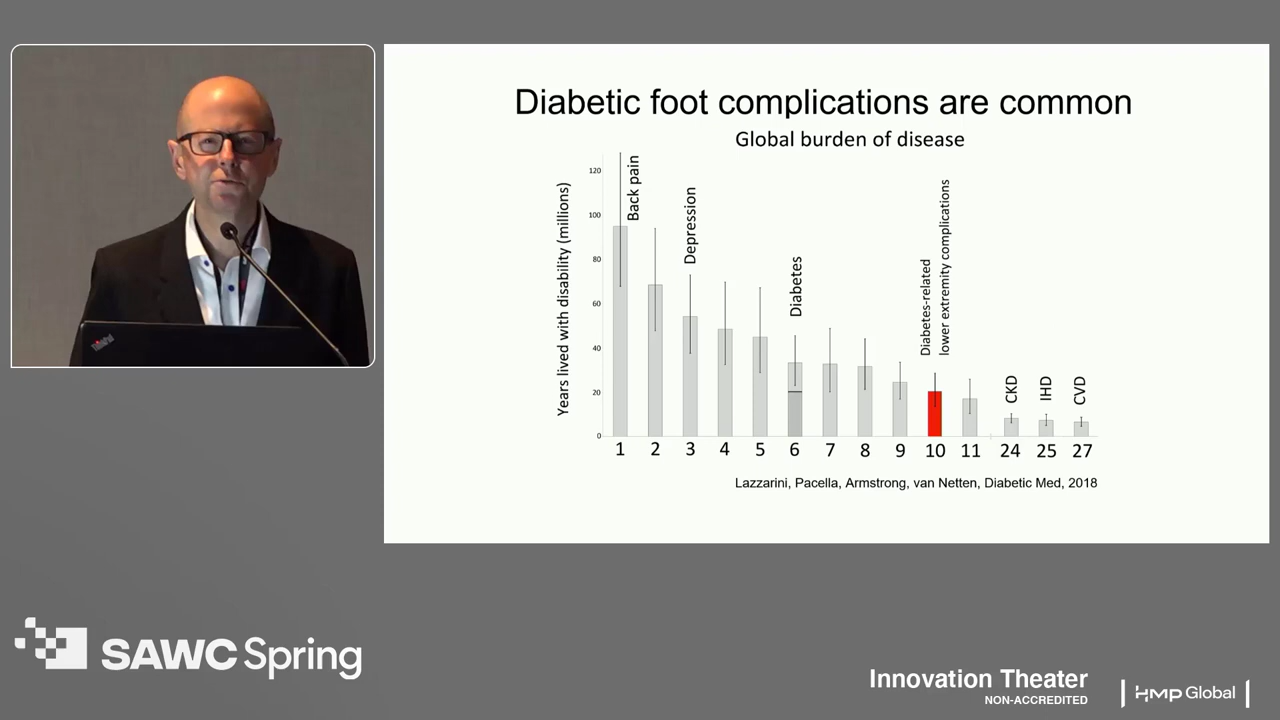 Diabetic foot complications are common
Global burden of disease
Years lived with disability (millions)
120
100
80
60
40
20
0
Back pain
Depression
Diabetes
Diabetes-related
lower extremity complications
CKD
IHD
CVD
1 2 3 4 5 6 7 8 9 10 11 24 25 27
Lazzarini, Pacella, Armstrong, van Netten, Diabetic Med, 2018
ThinkPad
SAWC Spring
Innovation Theater
NON-ACCREDITED
HMP Global